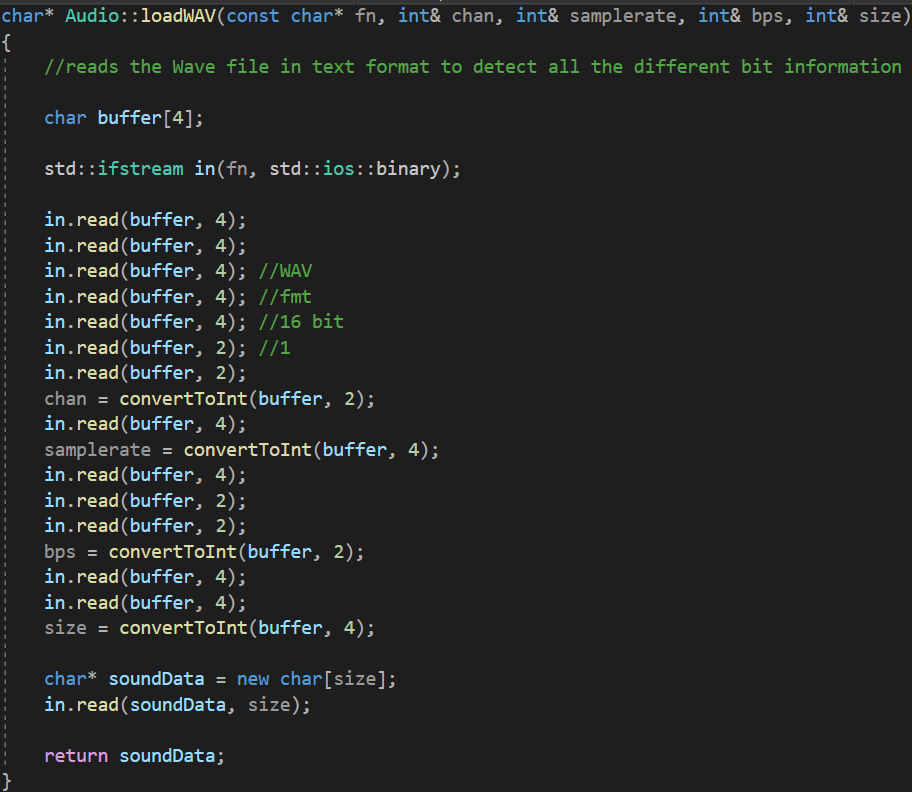 char* Audio::loadWAV(const char* fn, int& chan, int& samplerate, int& bps, int& size)
{
//reads the Wave file in text format to detect all the different bit information
char buffer[4];
std::ifstream in(fn, std::ios::binary);
in.read(buffer, 4);
in.read(buffer, 4);
in.read(buffer, 4); //WAV
in.read(buffer, 4); //fmt
in.read(buffer, 4); //16 bit
in.read(buffer, 2); //1
in.read(buffer, 2);
chan = convertToInt(buffer, 2);
in.read(buffer, 4);
samplerate = convertToInt(buffer, 4);
in.read(buffer, 4);
in.read(buffer, 2);
in.read(buffer, 2);
bps = convertToInt(buffer, 2);
in.read(buffer, 4);
in.read(buffer, 4);
size = convertToInt(buffer, 4);
char* soundData = new char[size];
in.read(soundData, size);
return soundData;
}